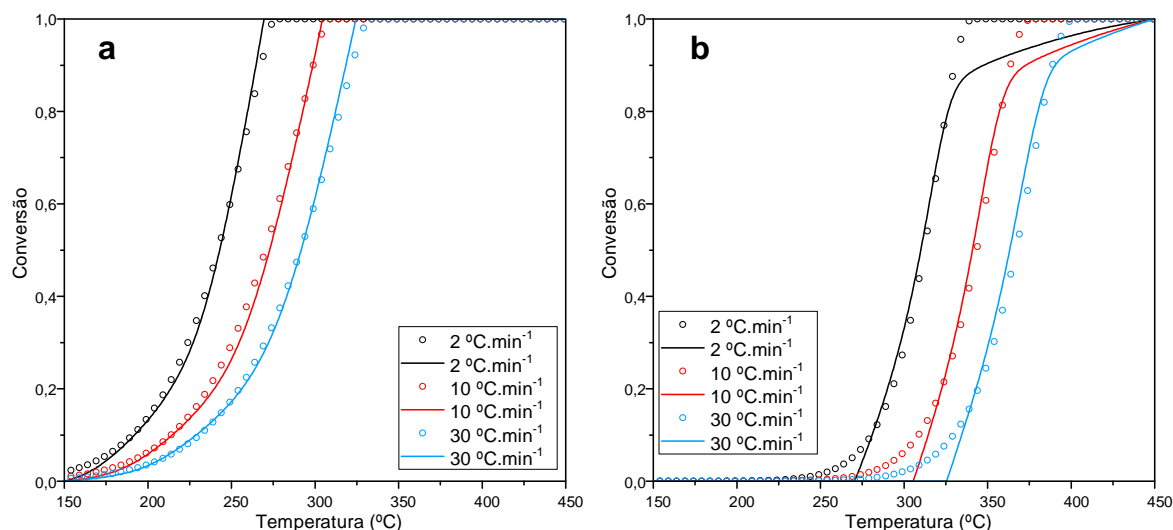 a
Conversão
1,0
0,8
0,6
0,4
0,2
0,0
150 200 250 300 350 400 450
Temperatura (ºC)
2 ºC.min⁻¹
2 ºC.min⁻¹
10 ºC.min⁻¹
10 ºC.min⁻¹
30 ºC.min⁻¹
30 ºC.min⁻¹
b
Conversão
1,0
0,8
0,6
0,4
0,2
0,0
150 200 250 300 350 400 450
Temperatura (ºC)
2 ºC.min⁻¹
2 ºC.min⁻¹
10 ºC.min⁻¹
10 ºC.min⁻¹
30 ºC.min⁻¹
30 ºC.min⁻¹